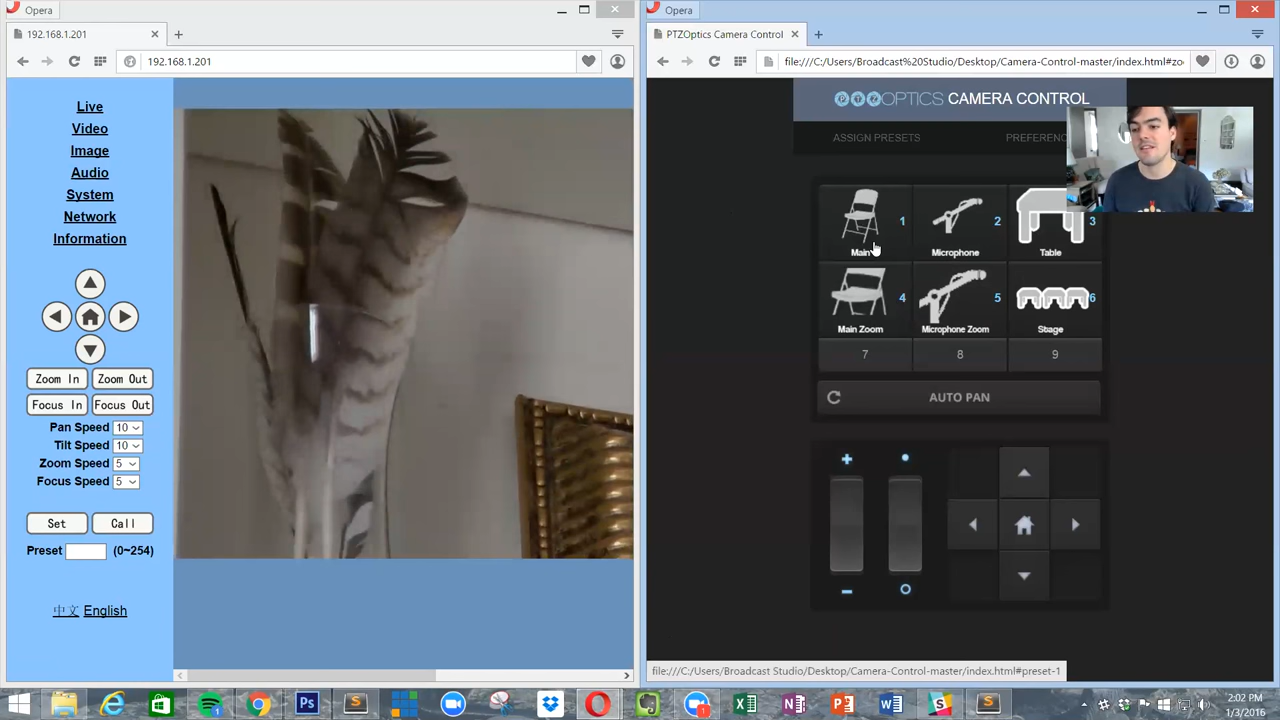 Opera
192.168.1.201
192.168.1.201
Live
Video
Image
Audio
System
Network
Information
Zoom In
Zoom Out
Focus In
Focus Out
Pan Speed 10
Tilt Speed 10
Zoom Speed 5
Focus Speed 5
Set
Call
Preset (0~254)
中文 English
Opera
PTZOptics Camera Control
file:///C:/Users/Broadcast%20Studio/Desktop/Camera-Control-master/index.html#zo
PTZOPTICS CAMERA CONTROL
ASSIGN PRESETS
1
Main
2
Microphone
3
Table
4
Main Zoom
5
Microphone Zoom
6
Stage
7
8
9
AUTO PAN
file:///C:/Users/Broadcast Studio/Desktop/Camera-Control-master/index.html#preset-1
2:02 PM
1/3/2016